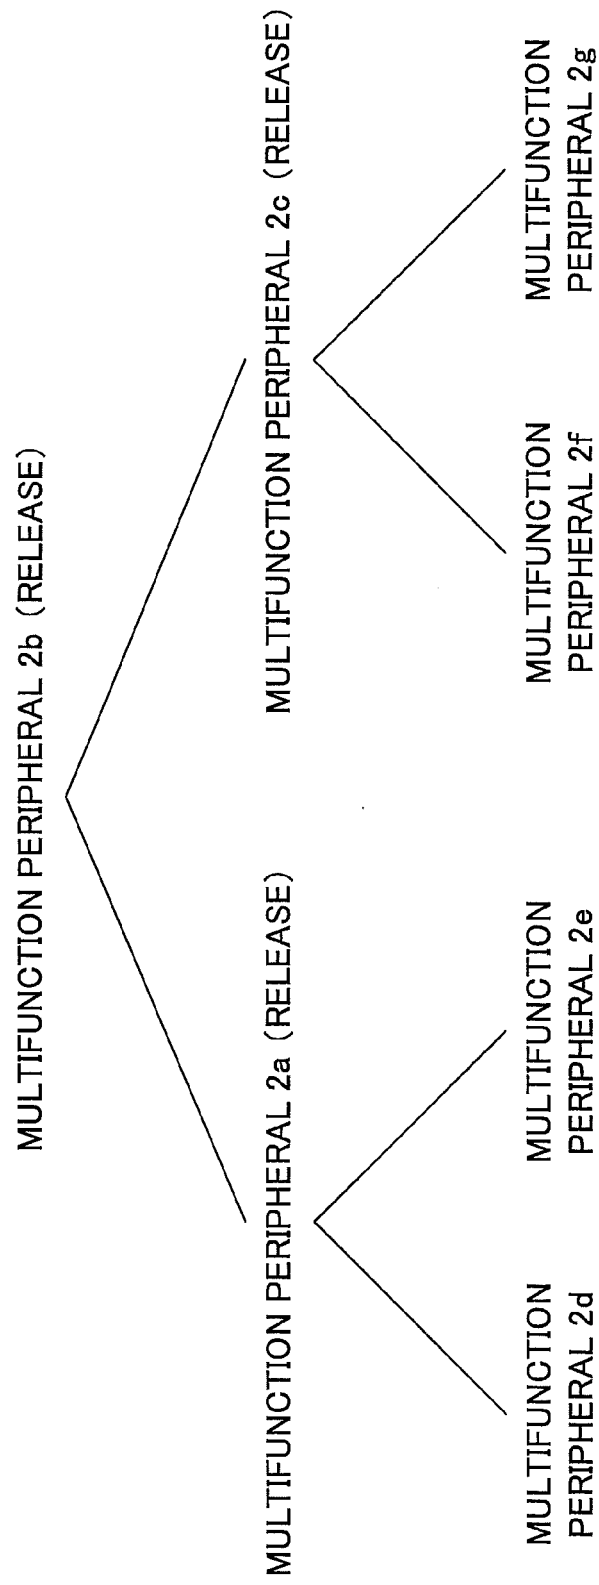 MULTIFUNCTION PERIPHERAL 2b (RELEASE)
MULTIFUNCTION PERIPHERAL 2a (RELEASE)
MULTIFUNCTION PERIPHERAL 2c (RELEASE)
MULTIFUNCTION
PERIPHERAL 2d
MULTIFUNCTION
PERIPHERAL 2e
MULTIFUNCTION
PERIPHERAL 2f
MULTIFUNCTION
PERIPHERAL 2g